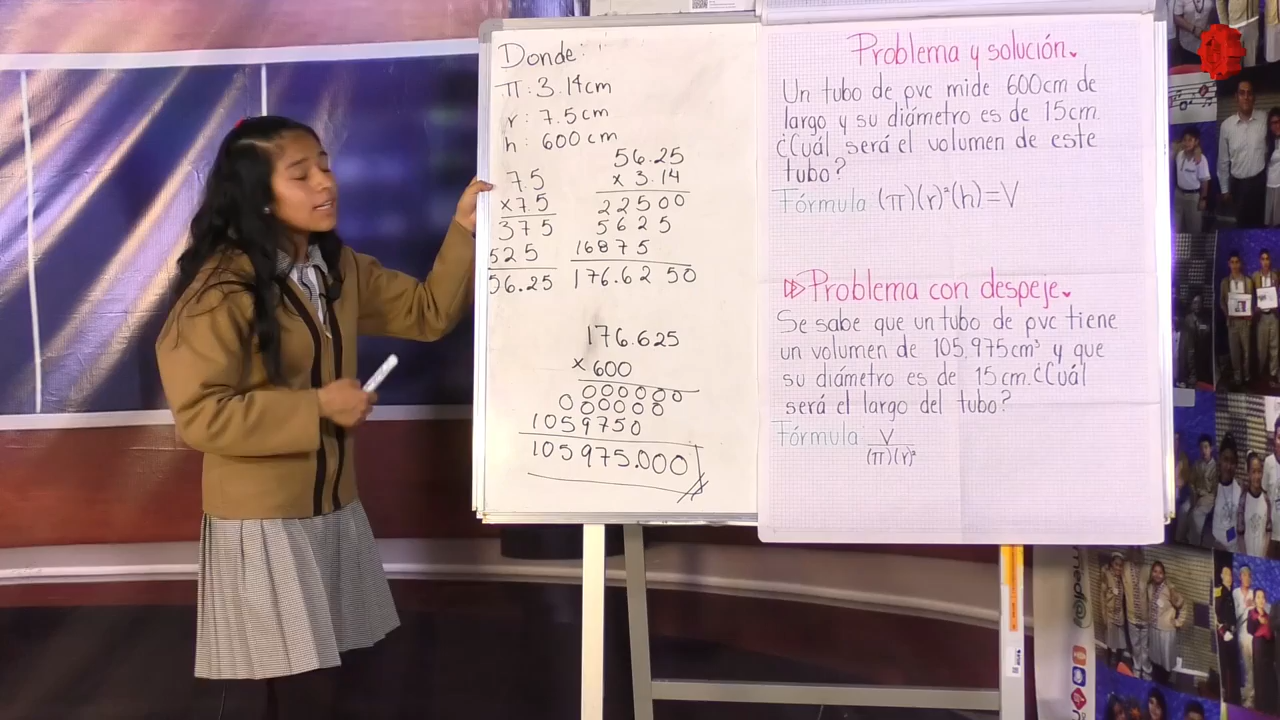 Donde:
π: 3.14cm
r: 7.5cm
h: 600cm
7.5
x7.5
375
525
56.25
56.25
x 3.14
22500
5625
16875
176.6250
176.625
x 600
000000
000000
1059750
105975.000
Problema y solución.
Un tubo de pvc mide 600cm de
largo y su diámetro es de 15cm.
¿Cuál será el volumen de este
tubo?
Fórmula (π)(r)²(h)=V
Problema con despeje.
Se sabe que un tubo de pvc tiene
un volumen de 105,975cm³ y que
su diámetro es de 15cm.¿Cuál
será el largo del tubo?
Fórmula V
(π)(r)²